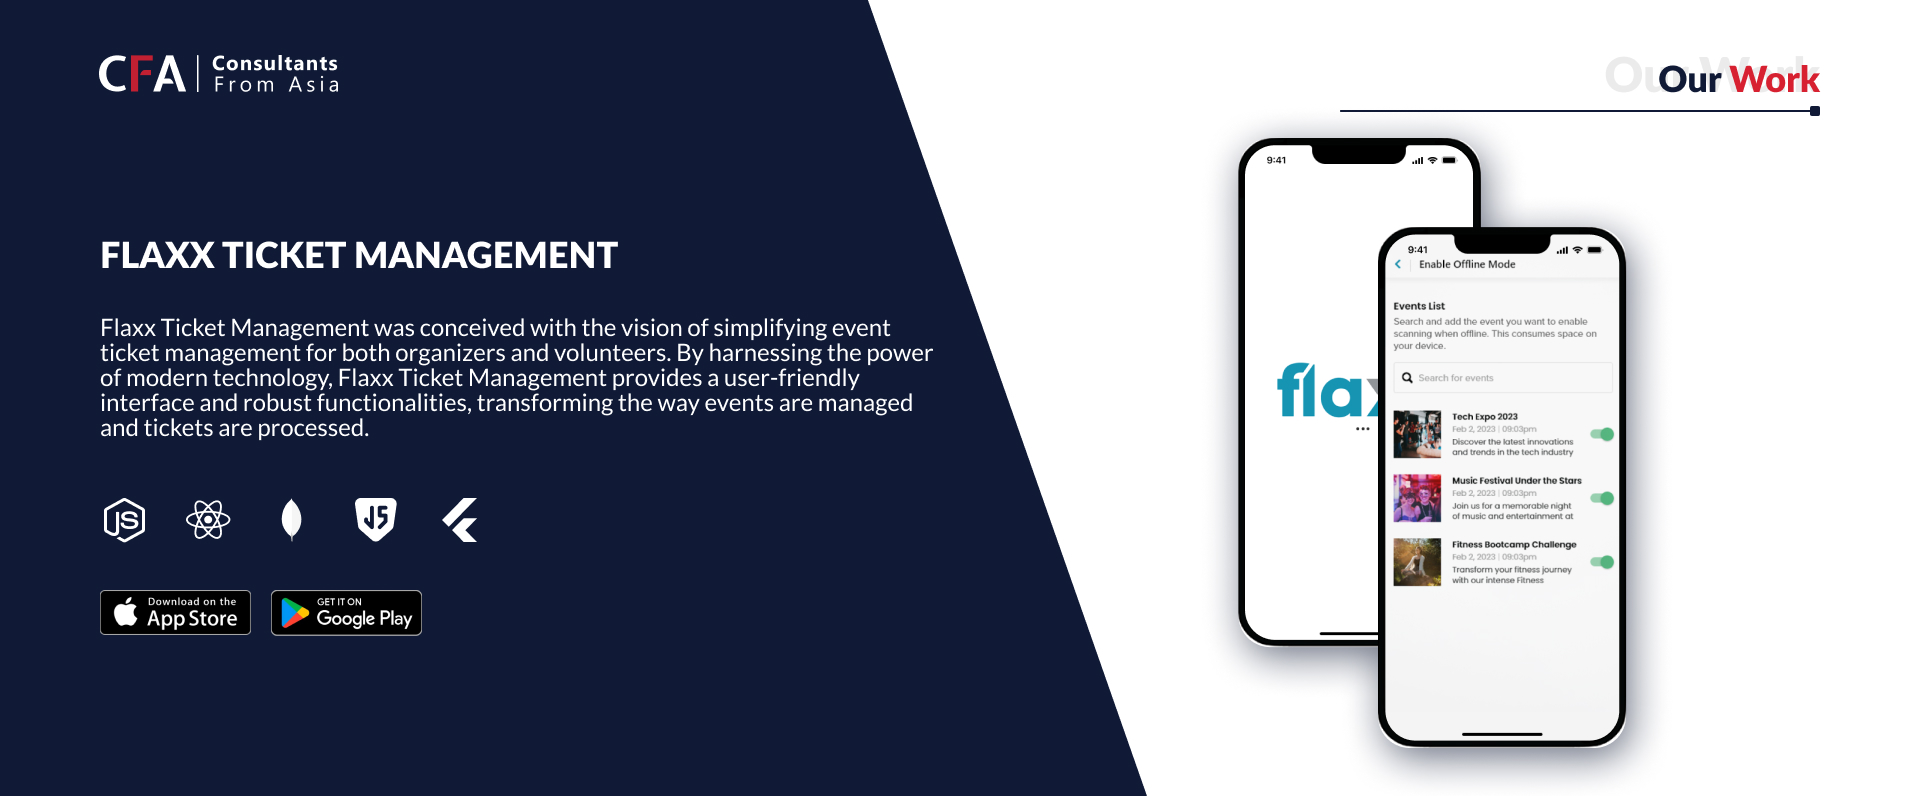 CFA Consultants
From Asia
Our Work
Our Work
FLAXX TICKET MANAGEMENT
Flaxx Ticket Management was conceived with the vision of simplifying event
ticket management for both organizers and volunteers. By harnessing the power
of modern technology, Flaxx Ticket Management provides a user-friendly
interface and robust functionalities, transforming the way events are managed
and tickets are processed.
JS
JS
Download on the
App Store
GET IT ON
Google Play
9:41
flax
9:41
Enable Offline Mode
Events List
Search and add the event you want to enable
scanning when offline. This consumes space on
your device.
Search for events
Tech Expo 2023
Feb 2, 2023 | 09:03pm
Discover the latest innovations
and trends in the tech industry
Music Festival Under the Stars
Feb 2, 2023 | 09:03pm
Join us for a memorable night
of music and entertainment at
Fitness Bootcamp Challenge
Feb 2, 2023 | 09:03pm
Transform your fitness journey
with our intense Fitness